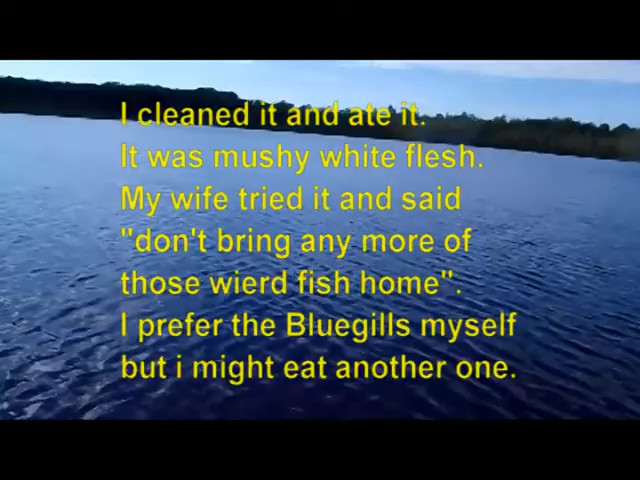 I cleaned it and ate it.
It was mushy white flesh.
My wife tried it and said
"don't bring any more of
those wierd fish home".
I prefer the Bluegills myself
but i might eat another one.